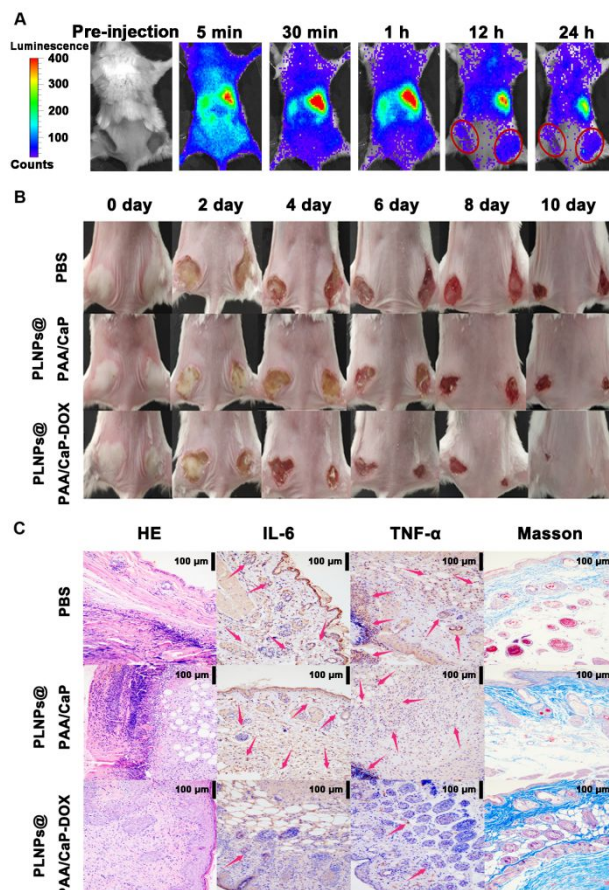 A
Pre-injection 5 min 30 min 1 h 12 h 24 h
Luminescence
400
300
200
100
Counts
B
0 day 2 day 4 day 6 day 8 day 10 day
PBS
PLNPs@
PAA/CaP
PLNPs@
PAA/CaP-DOX
C
HE IL-6 TNF-α Masson
PBS
100 μm 100 μm 100 μm 100 μm
PLNPs@
PAA/CaP
100 μm 100 μm 100 μm 100 μm
PLNPs@
PAA/CaP-DOX
100 μm 100 μm 100 μm 100 μm